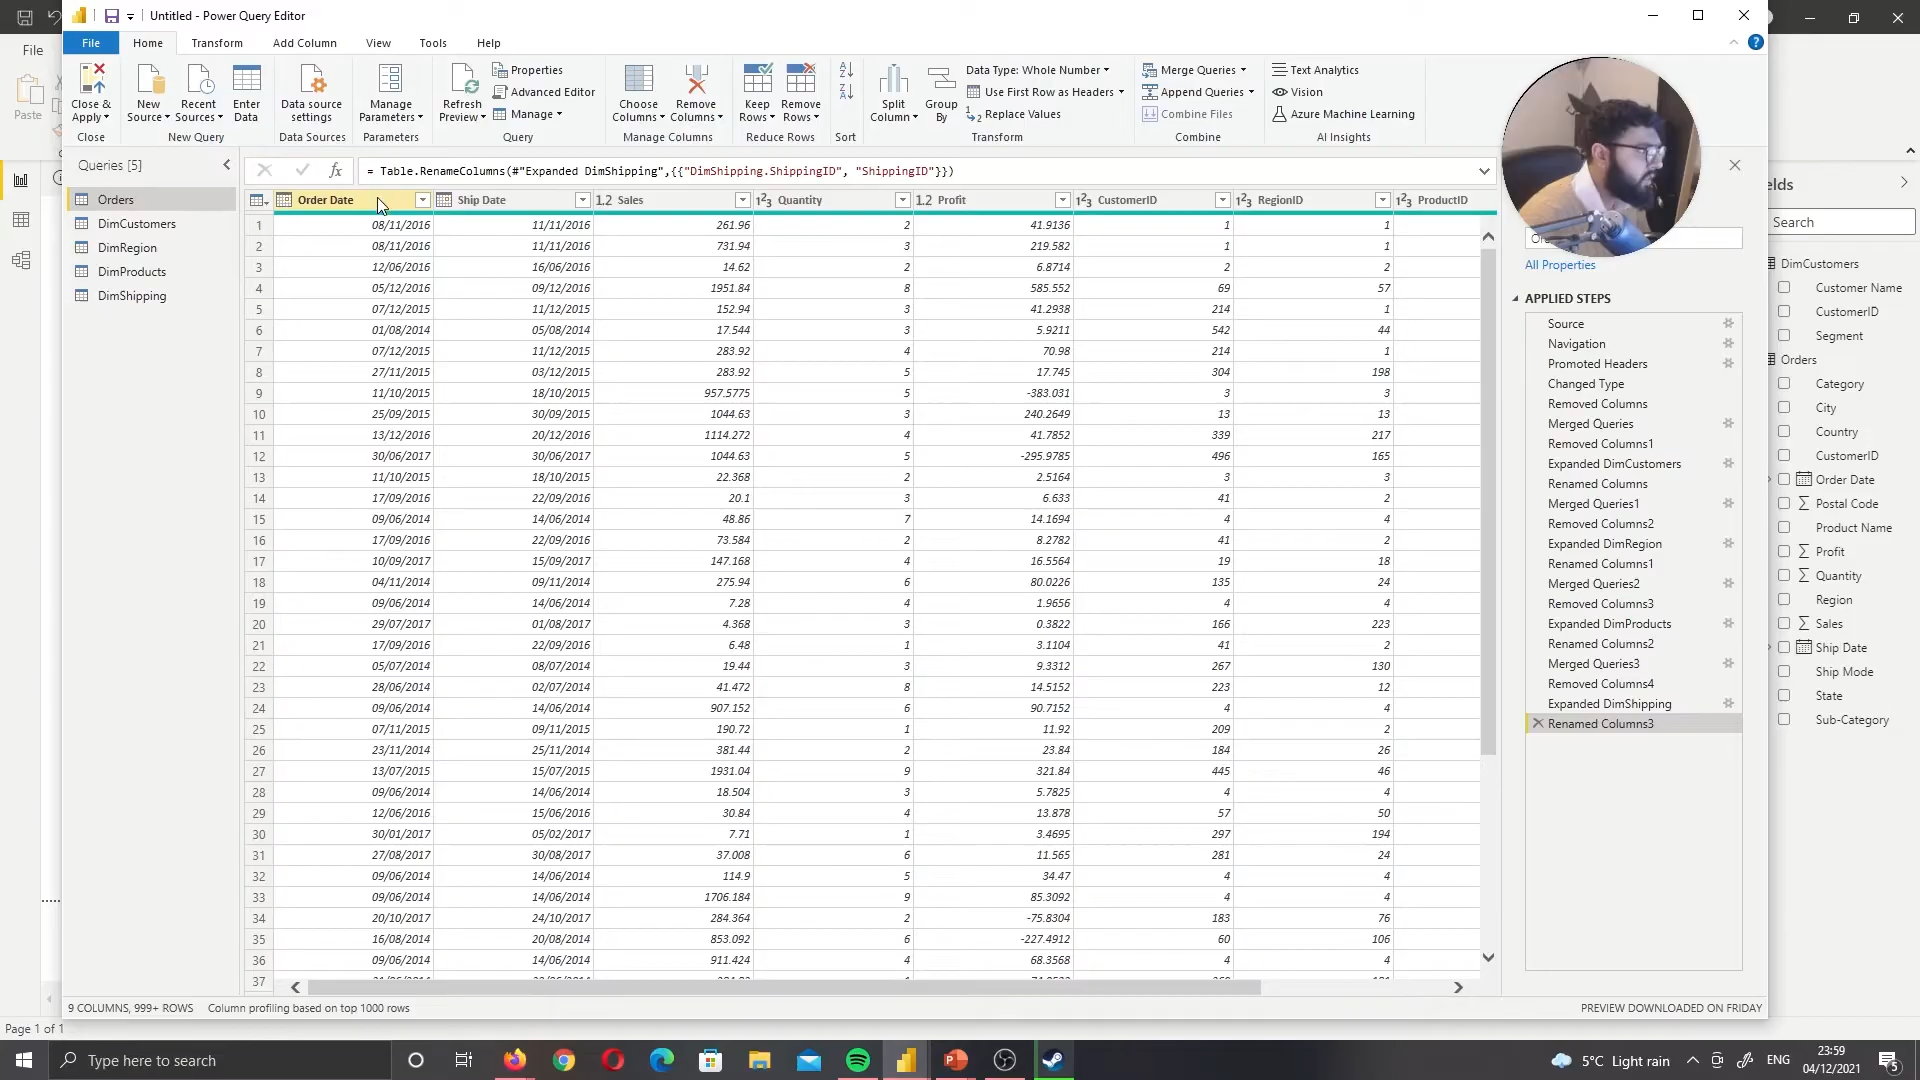 Untitled - Power Query Editor
File
File
Home
Transform
Add Column
View
Tools
Help
Paste
Close & Apply
Close
New Source
Recent Sources
Enter Data
New Query
Data source settings
Data Sources
Manage Parameters
Parameters
Refresh Preview
Properties
Advanced Editor
Manage
Query
Choose Columns
Remove Columns
Manage Columns
Keep Rows
Remove Rows
Reduce Rows
Sort
Split Column
Group By
Data Type: Whole Number
Use First Row as Headers
Replace Values
Transform
Merge Queries
Append Queries
Combine Files
Combine
Text Analytics
Vision
Azure Machine Learning
AI Insights
Queries [5]
Orders
DimCustomers
DimRegion
DimProducts
DimShipping
= Table.RenameColumns(#"Expanded DimShipping",{{"DimShipping.ShippingID", "ShippingID"}})
Order Date Ship Date 1.2 Sales 1²3 Quantity 1.2 Profit 1²3 CustomerID 1²3 RegionID 1²3 ProductID
1 08/11/2016 11/11/2016 261.96 2 41.9136 1 1
2 08/11/2016 11/11/2016 731.94 3 219.582 1 1
3 12/06/2016 16/06/2016 14.62 2 6.8714 2 2
4 05/12/2016 09/12/2016 1951.84 8 585.552 69 57
5 07/12/2015 11/12/2015 152.94 3 41.2938 214 1
6 01/08/2014 05/08/2014 17.544 3 5.9211 542 44
7 07/12/2015 11/12/2015 283.92 4 70.98 214 1
8 27/11/2015 03/12/2015 283.92 5 17.745 304 198
9 11/10/2015 18/10/2015 957.5775 5 -383.031 3 3
10 25/09/2015 30/09/2015 1044.63 3 240.2649 13 13
11 13/12/2016 20/12/2016 1114.272 4 41.7852 339 217
12 30/06/2017 30/06/2017 1044.63 5 -295.9785 496 165
13 11/10/2015 18/10/2015 22.368 2 2.5164 3 3
14 17/09/2016 22/09/2016 20.1 3 6.633 41 2
15 09/06/2014 14/06/2014 48.86 7 14.1694 4 4
16 17/09/2016 22/09/2016 73.584 2 8.2782 41 2
17 10/09/2017 15/09/2017 147.168 4 16.5564 19 18
18 04/11/2014 09/11/2014 275.94 6 80.0226 135 24
19 09/06/2014 14/06/2014 7.28 4 1.9656 4 4
20 29/07/2017 01/08/2017 4.368 3 0.3822 166 223
21 17/09/2016 22/09/2016 6.48 1 3.1104 41 2
22 05/07/2014 08/07/2014 19.44 3 9.3312 267 130
23 28/06/2014 02/07/2014 41.472 8 14.5152 223 12
24 09/06/2014 14/06/2014 907.152 6 90.7152 4 4
25 07/11/2015 09/11/2015 190.72 1 11.92 209 2
26 23/11/2014 25/11/2014 381.44 2 23.84 184 26
27 13/07/2015 15/07/2015 1931.04 9 321.84 445 46
28 09/06/2014 14/06/2014 18.504 3 5.7825 4 4
29 12/06/2016 15/06/2016 30.84 4 13.878 57 50
30 30/01/2017 05/02/2017 7.71 1 3.4695 297 194
31 27/08/2017 30/08/2017 37.008 6 11.565 281 24
32 09/06/2014 14/06/2014 114.9 5 34.47 4 4
33 09/06/2014 14/06/2014 1706.184 9 85.3092 4 4
34 20/10/2017 24/10/2017 284.364 2 -75.8304 183 76
35 16/08/2014 20/08/2014 853.092 6 -227.4912 60 106
36 09/06/2014 14/06/2014 911.424 4 68.3568 4 4
37
All Properties
APPLIED STEPS
Source
Navigation
Promoted Headers
Changed Type
Removed Columns
Merged Queries
Removed Columns1
Expanded DimCustomers
Renamed Columns
Merged Queries1
Removed Columns2
Expanded DimRegion
Renamed Columns1
Merged Queries2
Removed Columns3
Expanded DimProducts
Renamed Columns2
Merged Queries3
Removed Columns4
Expanded DimShipping
Renamed Columns3
elds
Search
DimCustomers
Customer Name
CustomerID
Segment
Orders
Category
City
Country
CustomerID
Order Date
Postal Code
Product Name
Profit
Quantity
Region
Sales
Ship Date
Ship Mode
State
Sub-Category
9 COLUMNS, 999+ ROWS
Column profiling based on top 1000 rows
PREVIEW DOWNLOADED ON FRIDAY
Page 1 of 1
Type here to search
5°C Light rain
ENG
23:59
04/12/2021
5